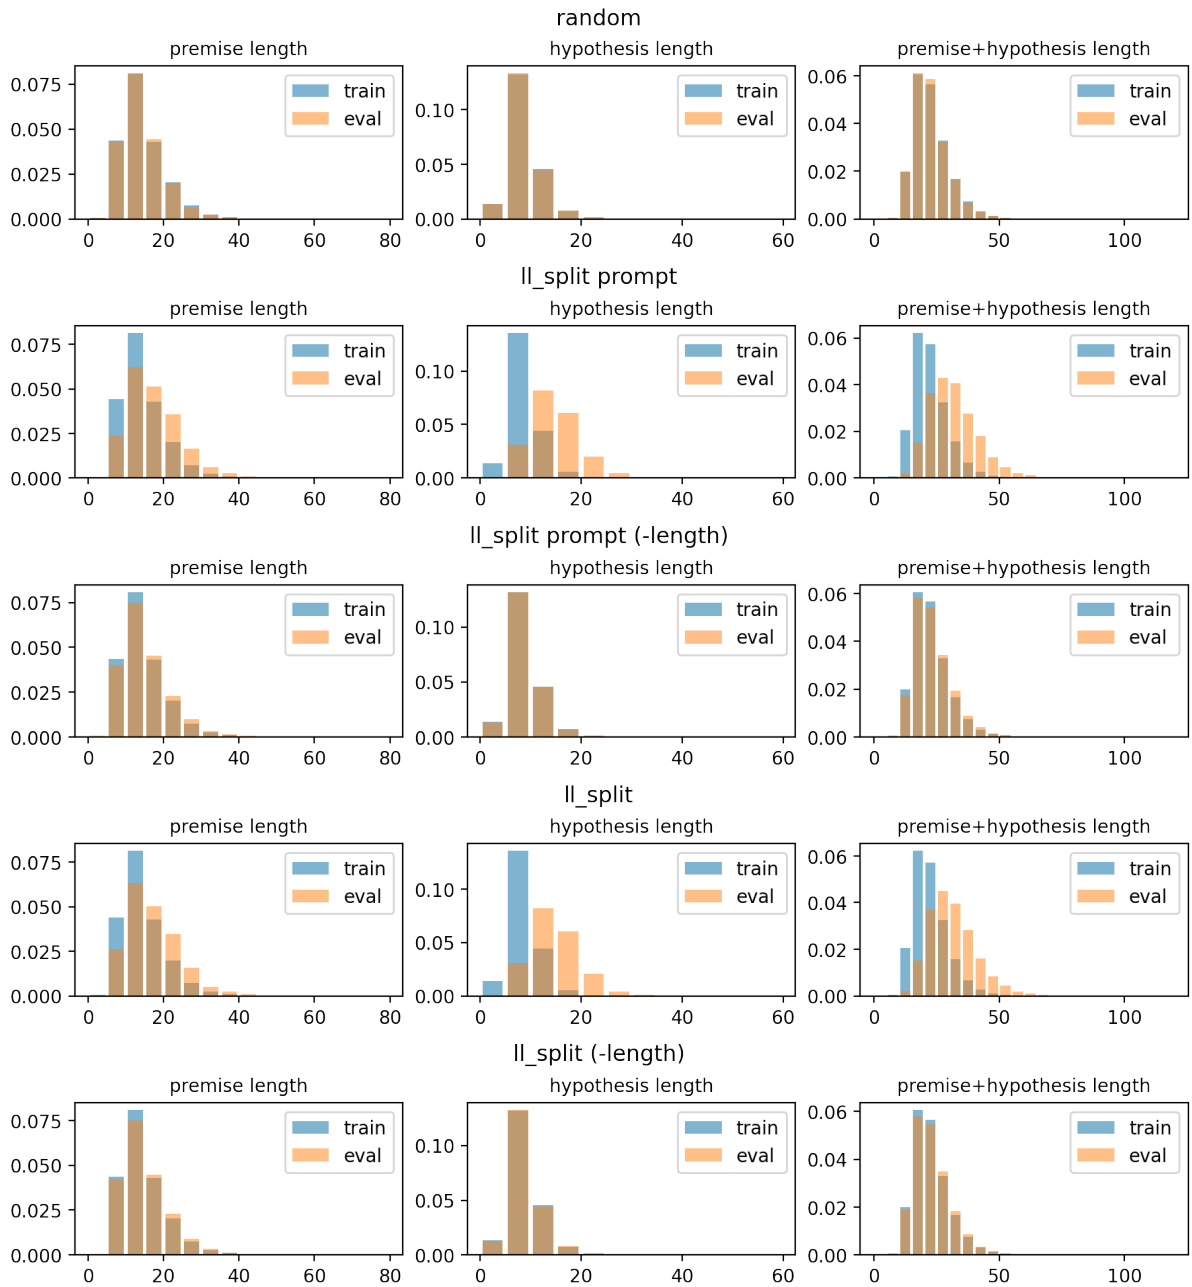 random
premise length
hypothesis length
premise+hypothesis length
0.075
0.050
0.025
0.000
train
eval
0 20 40 60 80
0.10
0.05
0.00
train
eval
0 20 40 60
0.06
0.04
0.02
0.00
train
eval
0 50 100
ll_split prompt
premise length
hypothesis length
premise+hypothesis length
0.075
0.050
0.025
0.000
train
eval
0 20 40 60 80
0.10
0.05
0.00
train
eval
0 20 40 60
0.06
0.04
0.02
0.00
train
eval
0 50 100
ll_split prompt (-length)
premise length
hypothesis length
premise+hypothesis length
0.075
0.050
0.025
0.000
train
eval
0 20 40 60 80
0.10
0.05
0.00
train
eval
0 20 40 60
0.06
0.04
0.02
0.00
train
eval
0 50 100
ll_split
premise length
hypothesis length
premise+hypothesis length
0.075
0.050
0.025
0.000
train
eval
0 20 40 60 80
0.10
0.05
0.00
train
eval
0 20 40 60
0.06
0.04
0.02
0.00
train
eval
0 50 100
ll_split (-length)
premise length
hypothesis length
premise+hypothesis length
0.075
0.050
0.025
0.000
train
eval
0 20 40 60 80
0.10
0.05
0.00
train
eval
0 20 40 60
0.06
0.04
0.02
0.00
train
eval
0 50 100